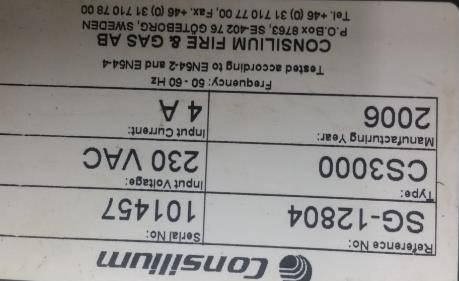 Consilium
Reference No: Serial No:
SG-12804 101457
Type: Input Voltage:
CS3000 230 VAC
Manufacturing Year: Input Current:
2006 4 A
Frequency: 50 - 60 Hz
Tested according to EN54-2 and EN54-4
CONSILIUM FIRE & GAS AB
P.O.Box 8763, SE-402 76 GÖTEBORG, SWEDEN
Tel. +46 (0) 31 710 77 00, Fax. +46 (0) 31 710 78 00